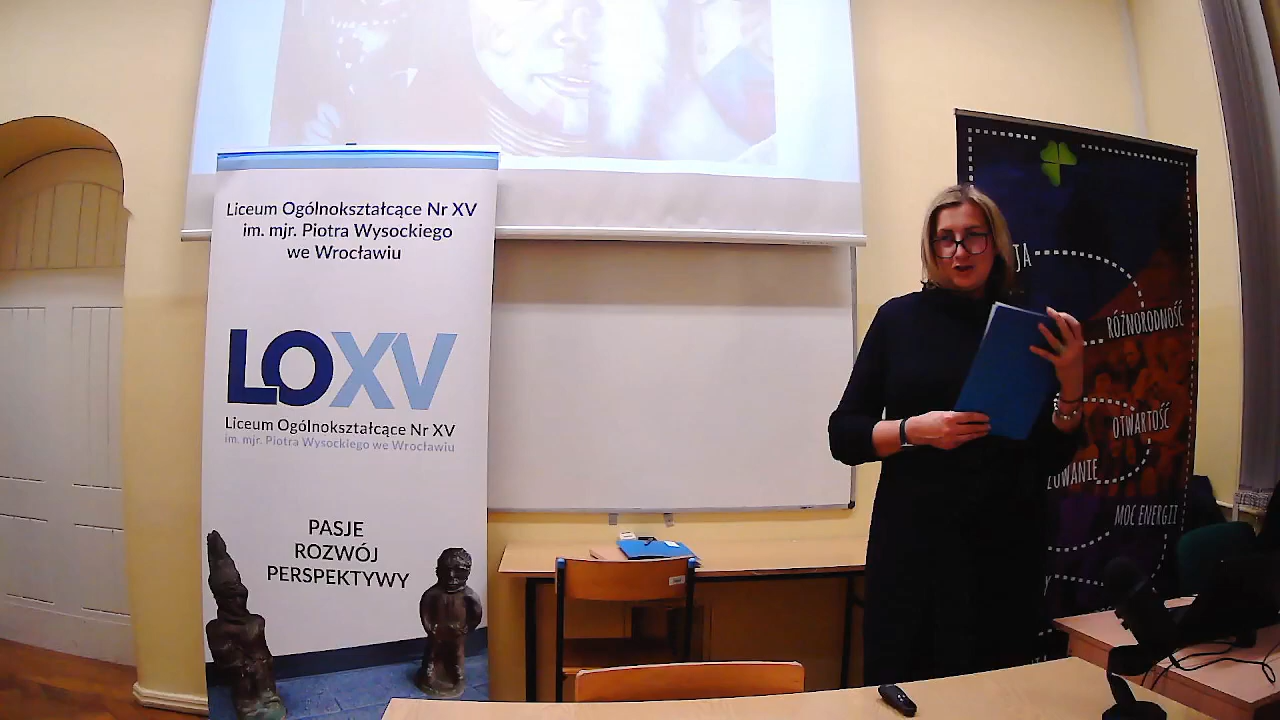 Liceum Ogólnokształcące Nr XV
im. mjr. Piotra Wysockiego
we Wrocławiu
LOXV
Liceum Ogólnokształcące Nr XV
im. mjr. Piotra Wysockiego we Wrocławiu
PASJE
ROZWÓJ
PERSPEKTYWY
RÓŻNORODNOŚĆ
OTWARTOŚĆ
MOC ENERGII